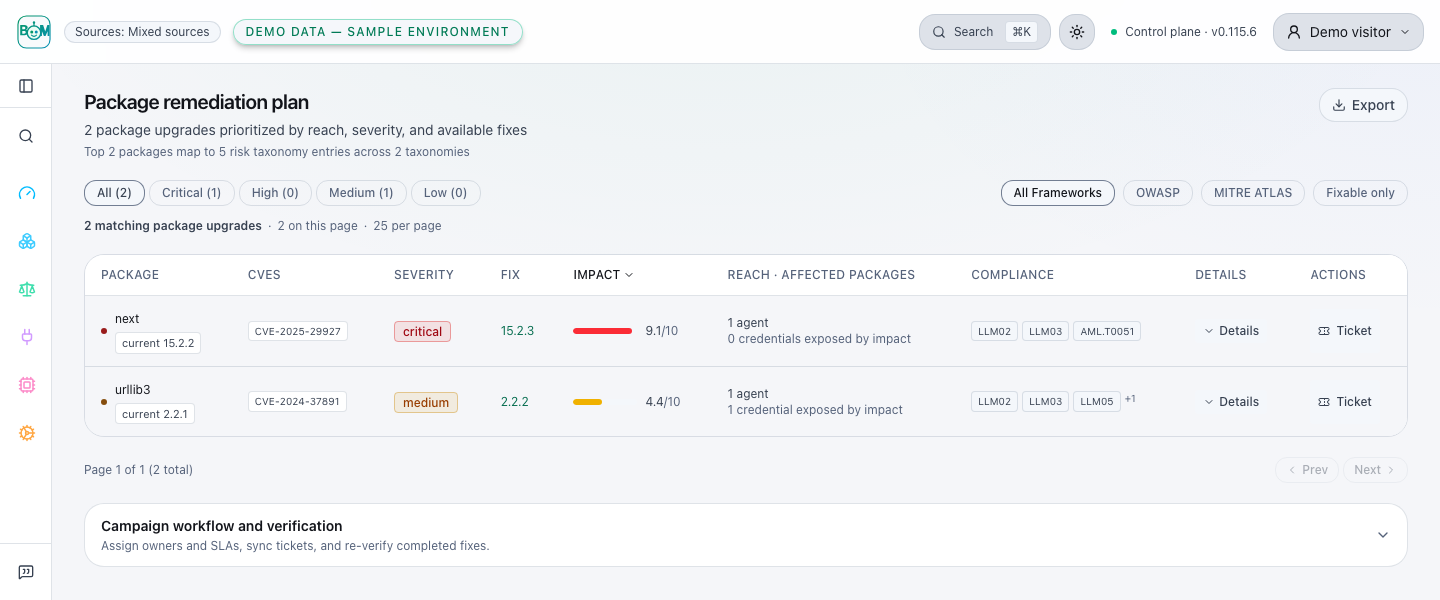 BOM
Sources: Mixed sources
DEMO DATA — SAMPLE ENVIRONMENT
Search ⌘K
Control plane · v0.115.6
Demo visitor
Package remediation plan
Export
2 package upgrades prioritized by reach, severity, and available fixes
Top 2 packages map to 5 risk taxonomy entries across 2 taxonomies
All (2) Critical (1) High (0) Medium (1) Low (0)
All Frameworks OWASP MITRE ATLAS Fixable only
2 matching package upgrades · 2 on this page · 25 per page
PACKAGE CVES SEVERITY FIX IMPACT REACH · AFFECTED PACKAGES COMPLIANCE DETAILS ACTIONS
next
current 15.2.2
CVE-2025-29927
critical
15.2.3
9.1/10
1 agent
0 credentials exposed by impact
LLM02 LLM03 AML.T0051
Details
Ticket
urllib3
current 2.2.1
CVE-2024-37891
medium
2.2.2
4.4/10
1 agent
1 credential exposed by impact
LLM02 LLM03 LLM05 +1
Details
Ticket
Page 1 of 1 (2 total)
Prev Next
Campaign workflow and verification
Assign owners and SLAs, sync tickets, and re-verify completed fixes.